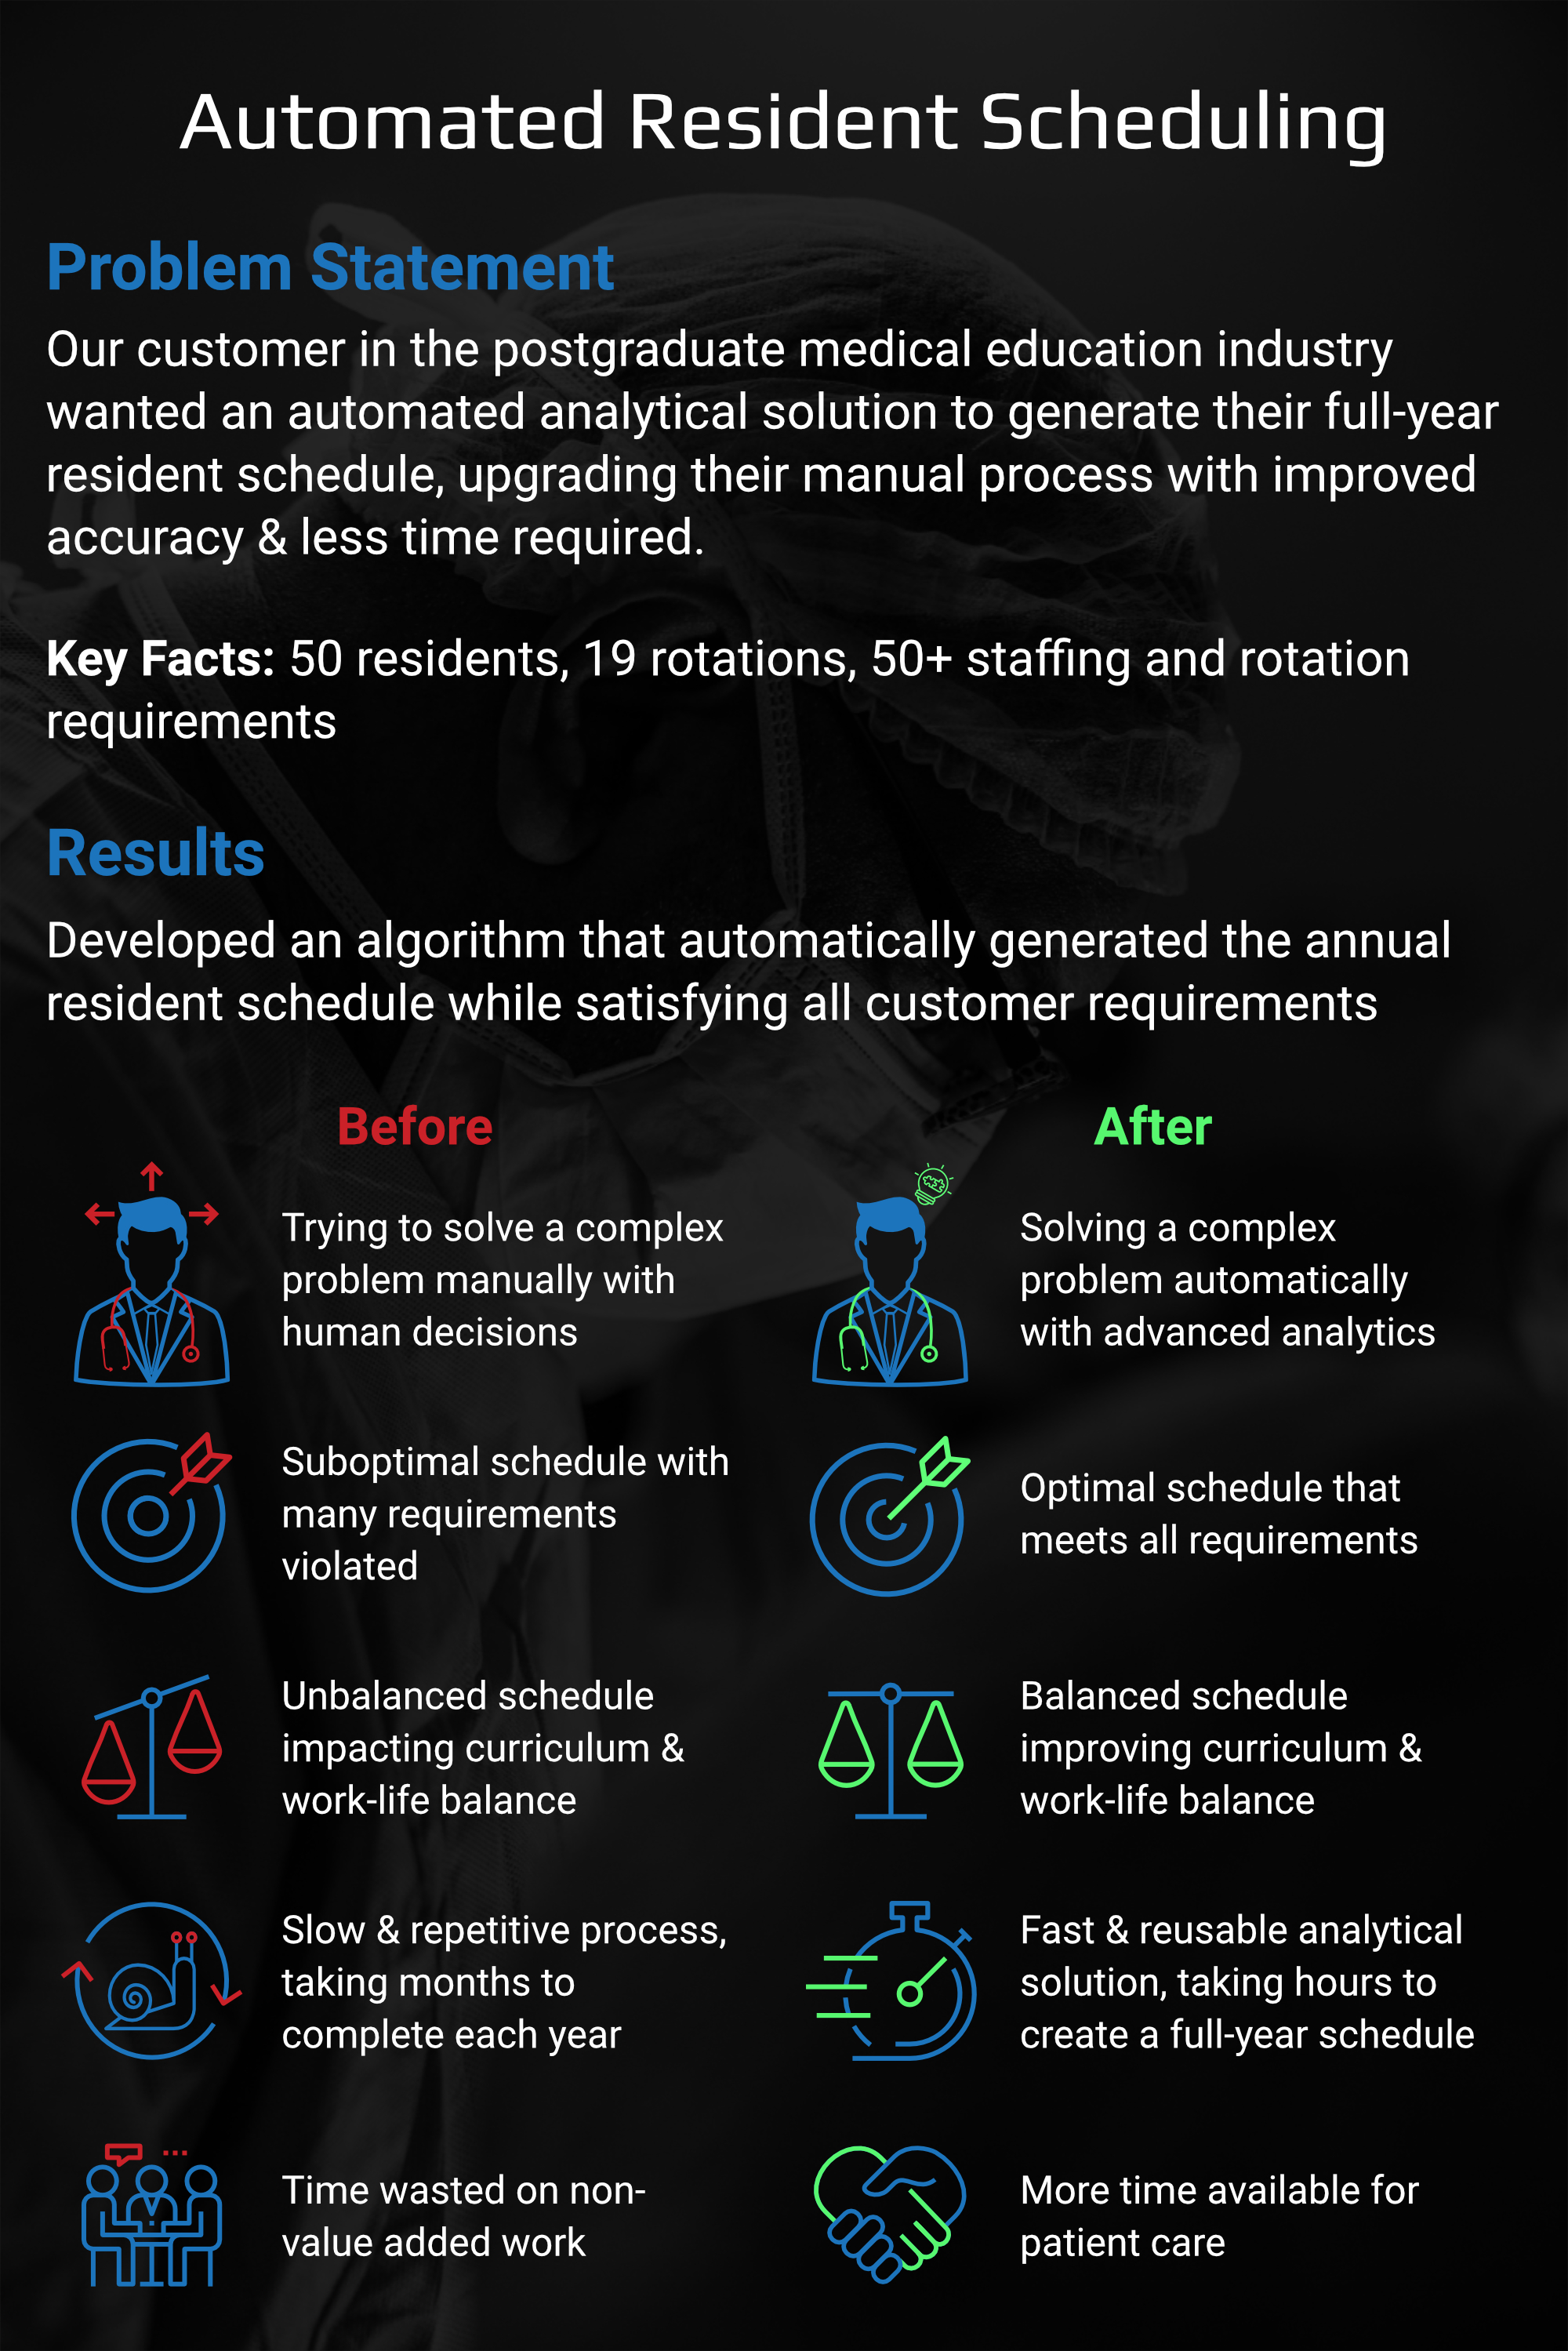 Automated Resident Scheduling
Problem Statement
Our customer in the postgraduate medical education industry
wanted an automated analytical solution to generate their full-year
resident schedule, upgrading their manual process with improved
accuracy & less time required.
Key Facts: 50 residents, 19 rotations, 50+ staffing and rotation
requirements
Results
Developed an algorithm that automatically generated the annual
resident schedule while satisfying all customer requirements
Before
Trying to solve a complex
problem manually with
human decisions
Suboptimal schedule with
many requirements
violated
Unbalanced schedule
impacting curriculum &
work-life balance
Slow & repetitive process,
taking months to
complete each year
Time wasted on non-
value added work
After
Solving a complex
problem automatically
with advanced analytics
Optimal schedule that
meets all requirements
Balanced schedule
improving curriculum &
work-life balance
Fast & reusable analytical
solution, taking hours to
create a full-year schedule
More time available for
patient care